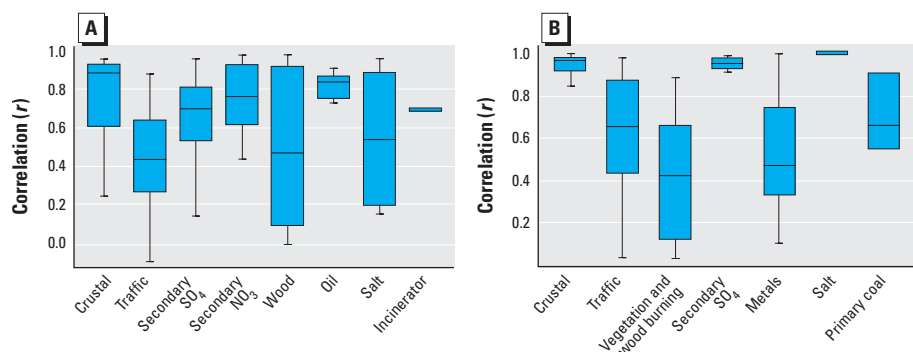 A
Correlation (r)
1.0
0.8
0.6
0.4
0.2
0.0
Crustal
Traffic
Secondary
SO4
Secondary
NO3
Wood
Oil
Salt
Incinerator
B
Correlation (r)
1.0
0.8
0.6
0.4
0.2
Crustal
Traffic
Vegetation and
wood burning
Secondary
SO4
Metals
Salt
Primary coal